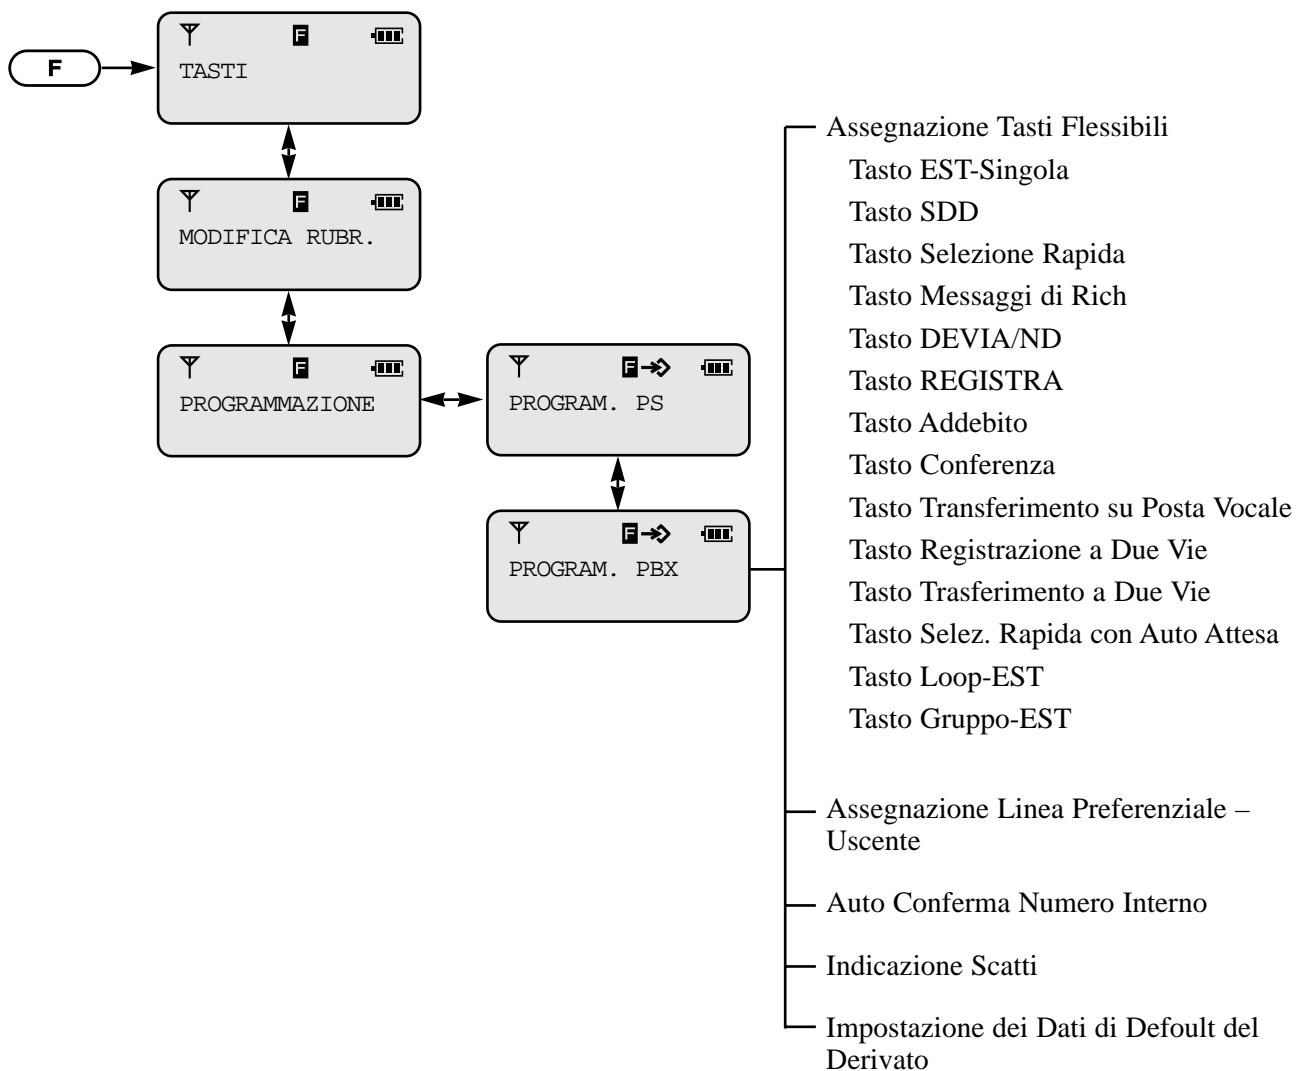 F
TASTI
MODIFICA RUBR.
PROGRAMMAZIONE
PROGRAM. PS
PROGRAM. PBX
Assegnazione Tasti Flessibili
Tasto EST-Singola
Tasto SDD
Tasto Selezione Rapida
Tasto Messaggi di Rich
Tasto DEVIA/ND
Tasto REGISTRA
Tasto Addebito
Tasto Conferenza
Tasto Transferimento su Posta Vocale
Tasto Registrazione a Due Vie
Tasto Trasferimento a Due Vie
Tasto Selez. Rapida con Auto Attesa
Tasto Loop-EST
Tasto Gruppo-EST
Assegnazione Linea Preferenziale –
Uscente
Auto Conferma Numero Interno
Indicazione Scatti
Impostazione dei Dati di Defoult del
Derivato